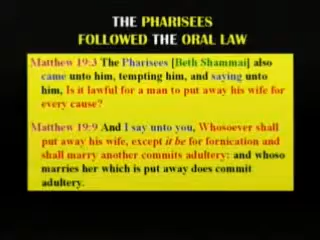 THE PHARISEES
FOLLOWED THE ORAL LAW
Matthew 19:3 The Pharisees [Beth Shammai] also
came unto him, tempting him, and saying unto
him, Is it lawful for a man to put away his wife for
every cause?
Matthew 19:9 And I say unto you, Whosoever shall
put away his wife, except it be for fornication and
shall marry another commits adultery: and whoso
marries her which is put away does commit
adultery.